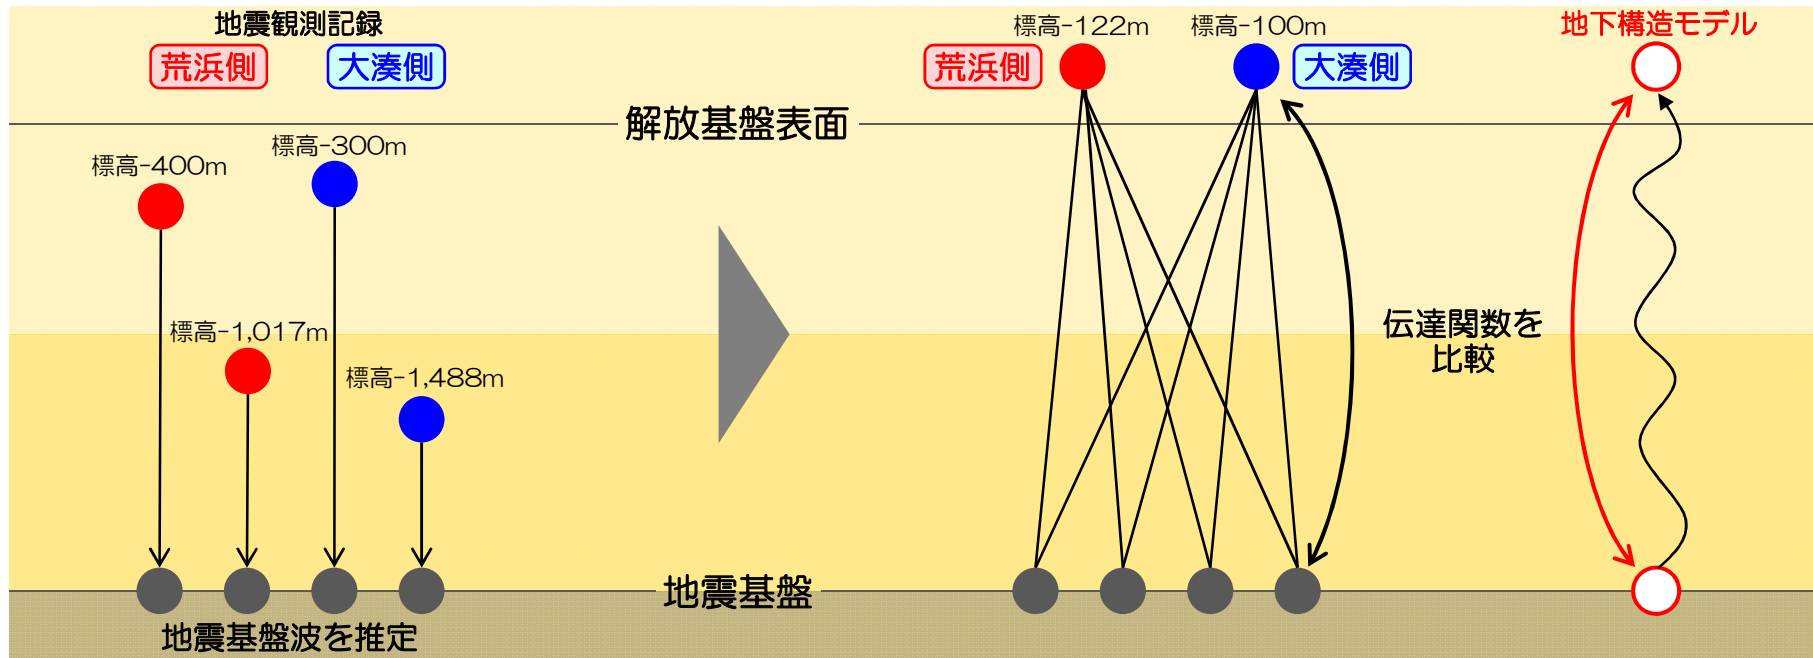 地震観測記録
荒浜側
大湊側
標高-400m
標高-300m
標高-1,017m
標高-1,488m
地震基盤波を推定
解放基盤表面
地震基盤
標高-122m
標高-100m
荒浜側
大湊側
伝達関数を
比較
地下構造モデル